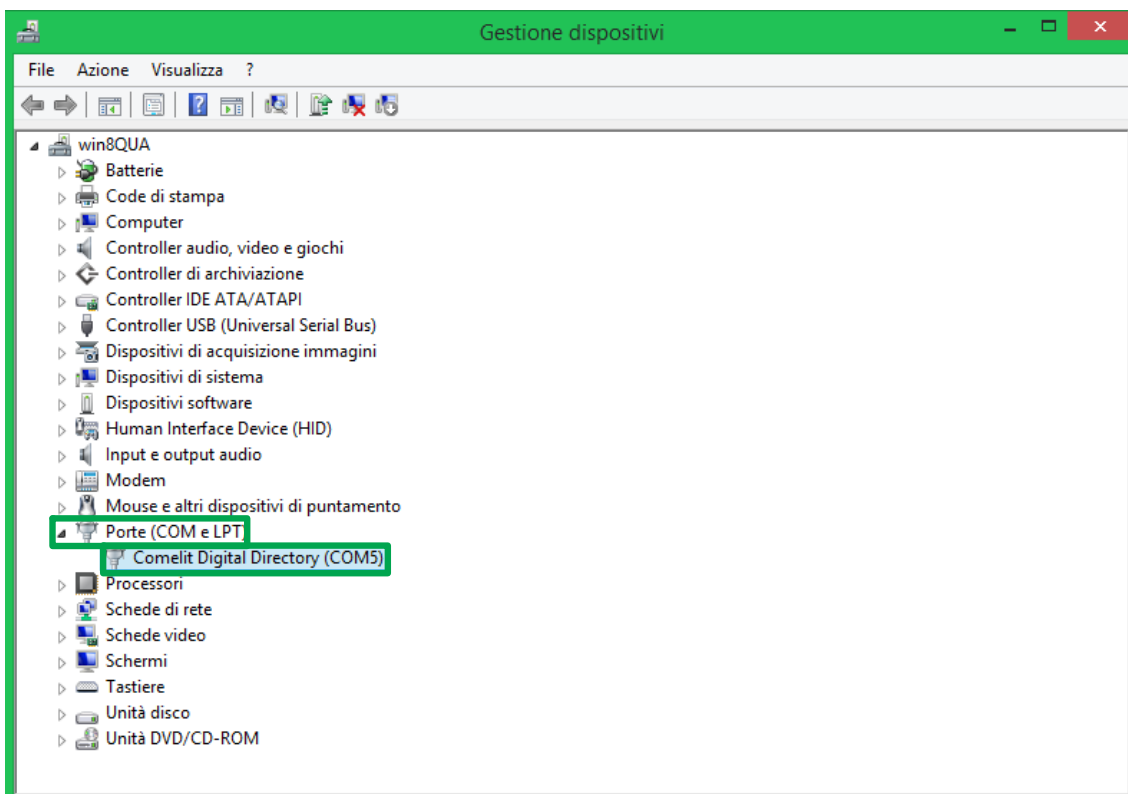 Gestione dispositivi
File Azione Visualizza ?
win8QUA
Batterie
Code di stampa
Computer
Controller audio, video e giochi
Controller di archiviazione
Controller IDE ATA/ATAPI
Controller USB (Universal Serial Bus)
Dispositivi di acquisizione immagini
Dispositivi di sistema
Dispositivi software
Human Interface Device (HID)
Input e output audio
Modem
Mouse e altri dispositivi di puntamento
Porte (COM e LPT)
Comelit Digital Directory (COM5)
Processori
Schede di rete
Schede video
Schermi
Tastiere
Unità disco
Unità DVD/CD-ROM